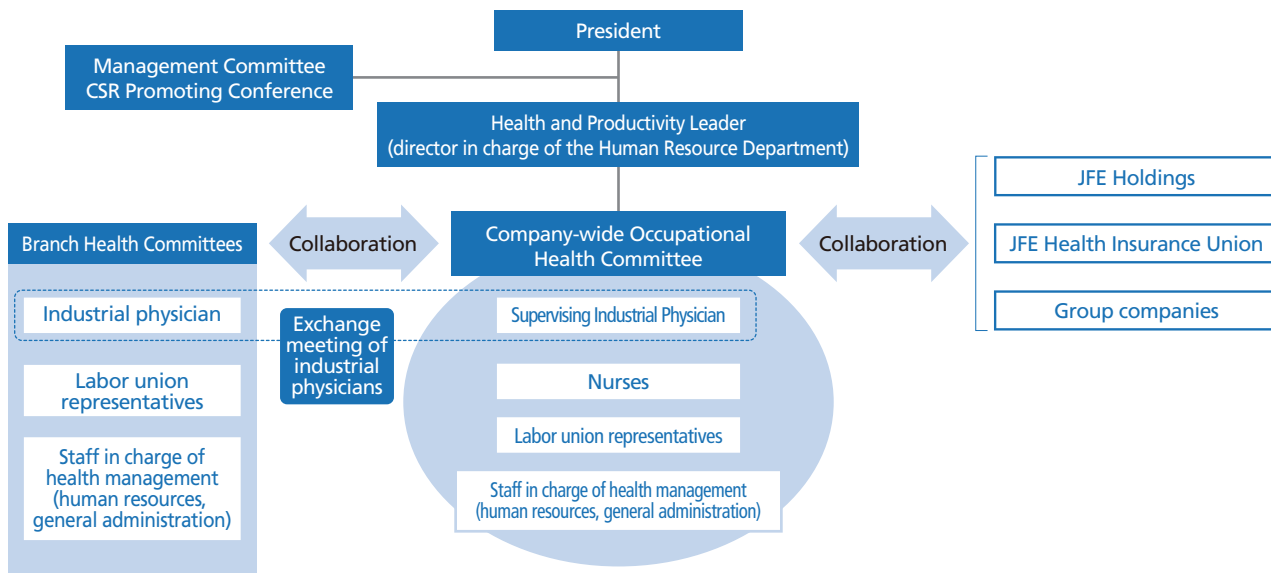 President
Management Committee
CSR Promoting Conference
Health and Productivity Leader
(director in charge of the Human Resource Department)
Branch Health Committees
Collaboration
Company-wide Occupational
Health Committee
Collaboration
JFE Holdings
JFE Health Insurance Union
Group companies
Industrial physician
Labor union
representatives
Staff in charge of
health management
(human resources,
general administration)
Exchange
meeting of
industrial
physicians
Supervising Industrial Physician
Nurses
Labor union representatives
Staff in charge of health management
(human resources, general administration)